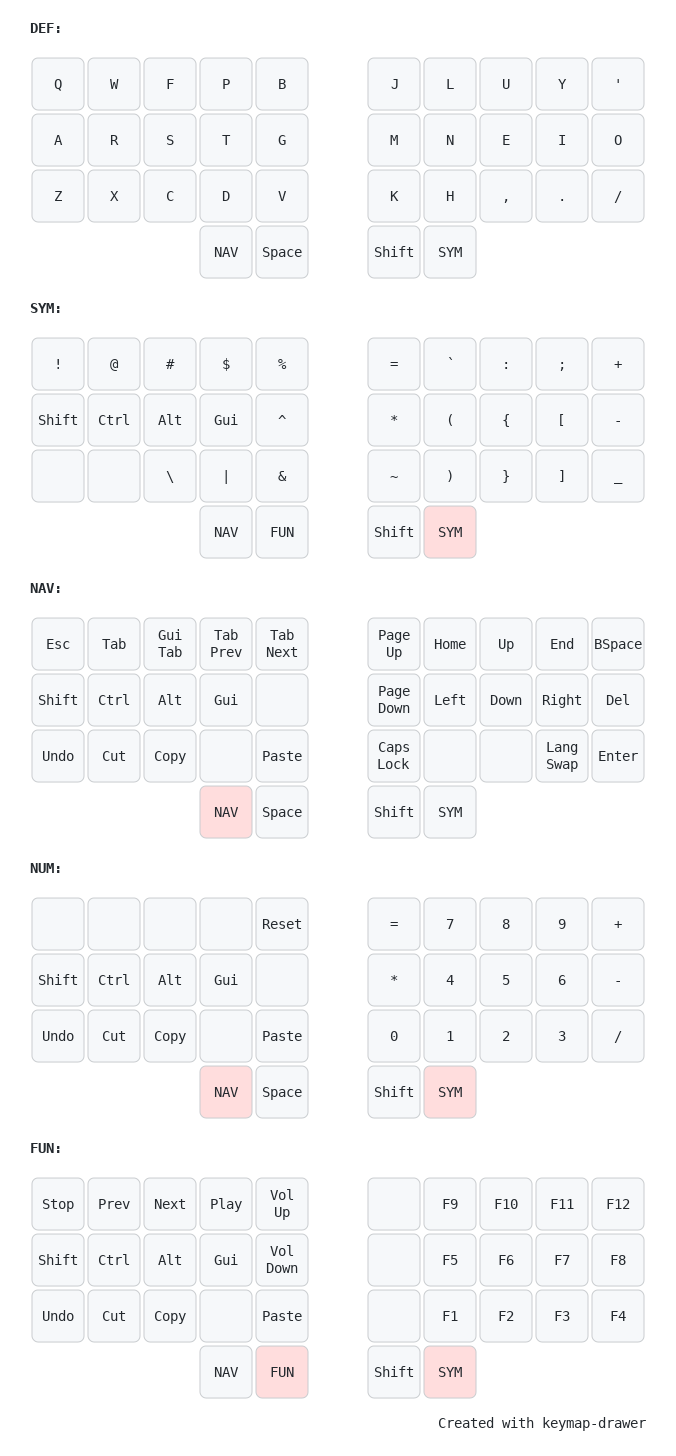 DEF:
Q W F P B J L U Y '
A R S T G M N E I O
Z X C D V K H , . /
NAV Space Shift SYM
SYM:
! @ # $ % = ` : ; +
Shift Ctrl Alt Gui ^ * ( { [ -
\ | & ~ ) } ] _
NAV FUN Shift SYM
NAV:
Esc Tab Gui Tab Tab Prev Tab Next Page Up Home Up End BSpace
Shift Ctrl Alt Gui Page Down Left Down Right Del
Undo Cut Copy Paste Caps Lock Lang Swap Enter
NAV Space Shift SYM
NUM:
Reset = 7 8 9 +
Shift Ctrl Alt Gui * 4 5 6 -
Undo Cut Copy Paste 0 1 2 3 /
NAV Space Shift SYM
FUN:
Stop Prev Next Play Vol Up F9 F10 F11 F12
Shift Ctrl Alt Gui Vol Down F5 F6 F7 F8
Undo Cut Copy Paste F1 F2 F3 F4
NAV FUN Shift SYM
Created with keymap-drawer